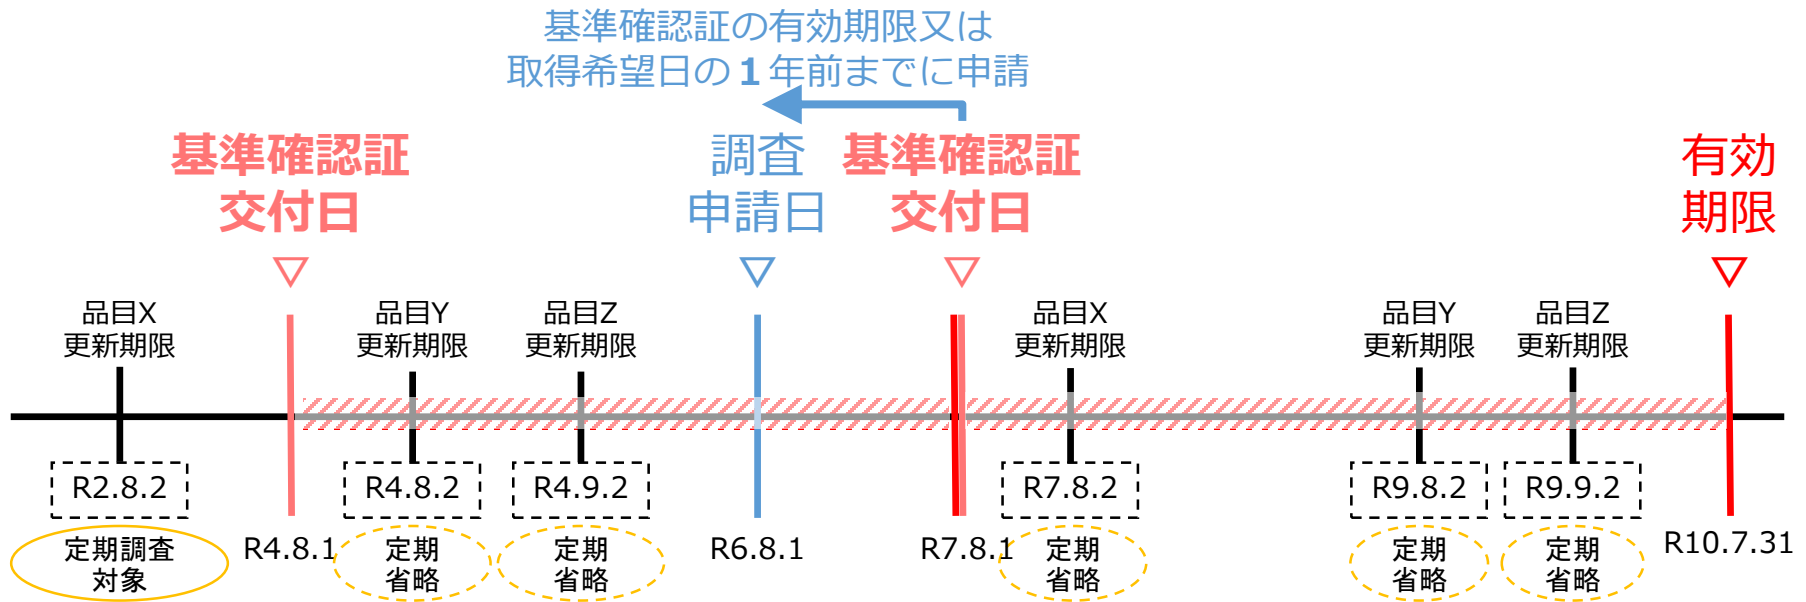 基準確認証の有効期限又は
取得希望日の1年前までに申請
基準確認証
交付日
調査
申請日
基準確認証
交付日
有効
期限
品目X
更新期限
品目Y
更新期限
品目Z
更新期限
品目X
更新期限
品目Y
更新期限
品目Z
更新期限
R2.8.2
R4.8.2
R4.9.2
R7.8.2
R9.8.2
R9.9.2
定期調査
対象
R4.8.1
定期
省略
定期
省略
R6.8.1
R7.8.1
定期
省略
定期
省略
定期
省略
R10.7.31